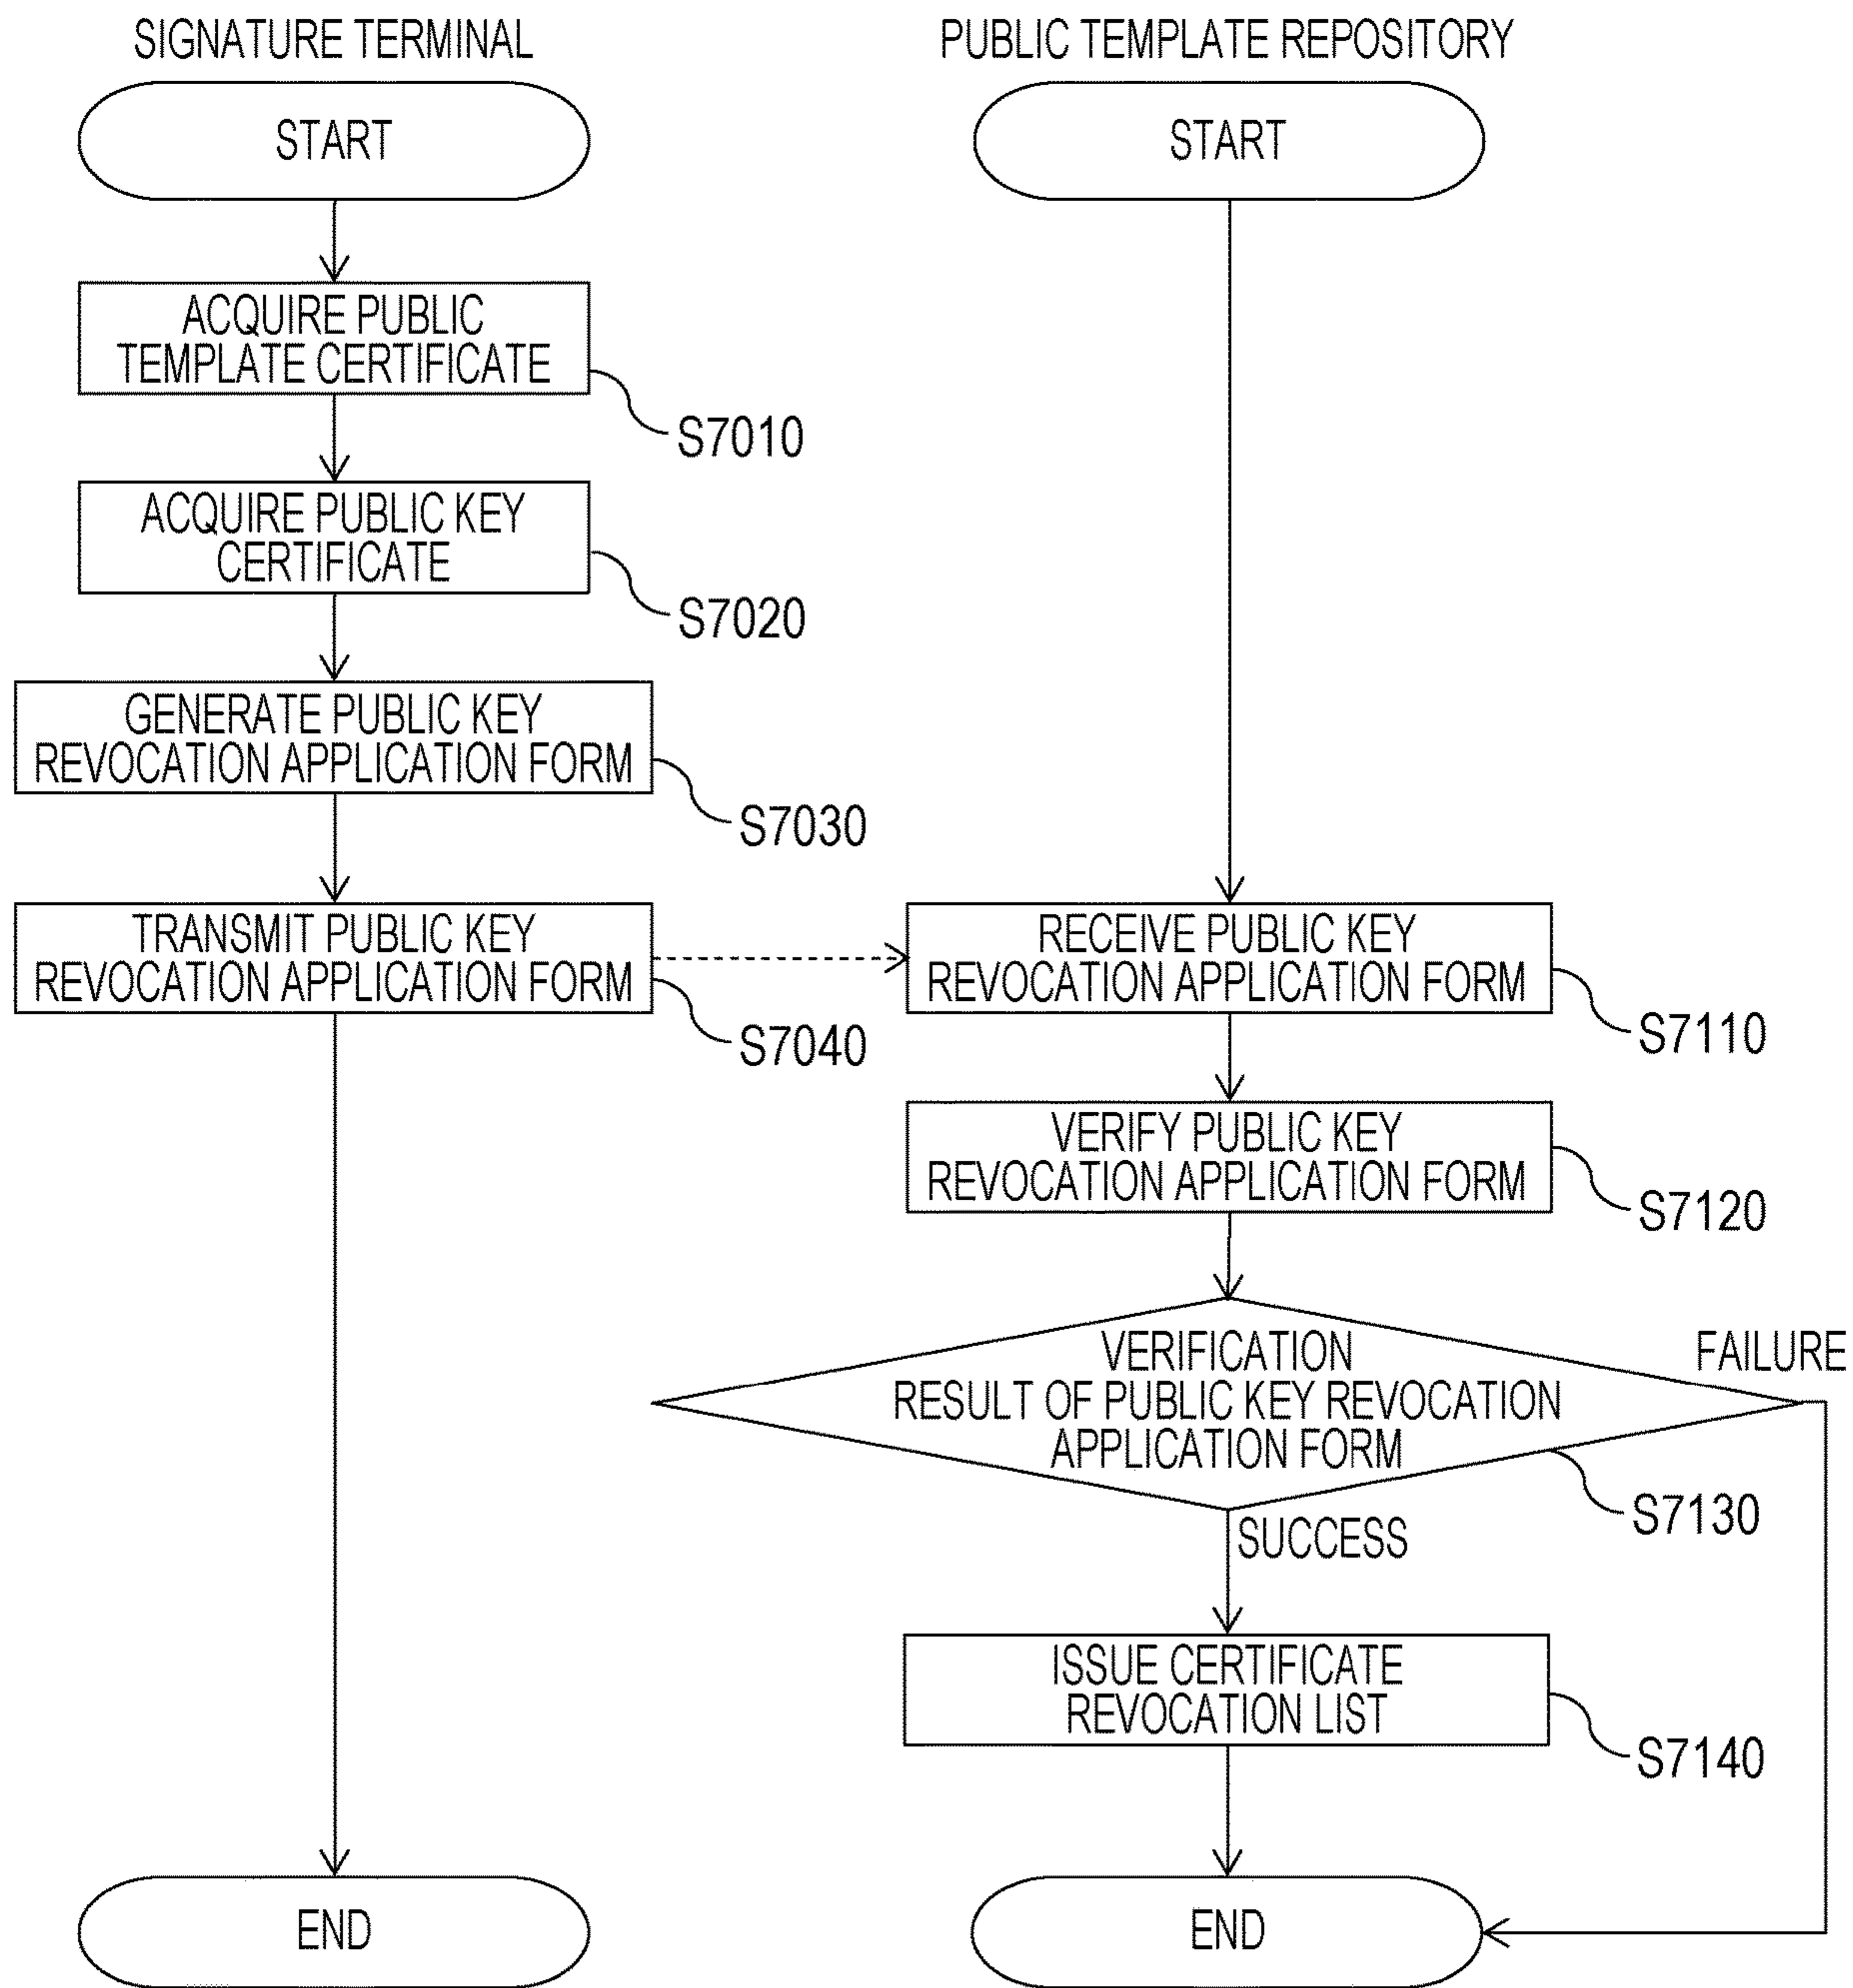 SIGNATURE TERMINAL
PUBLIC TEMPLATE REPOSITORY
START
START
ACQUIRE PUBLIC
TEMPLATE CERTIFICATE
S7010
ACQUIRE PUBLIC KEY
CERTIFICATE
S7020
GENERATE PUBLIC KEY
REVOCATION APPLICATION FORM
S7030
TRANSMIT PUBLIC KEY
REVOCATION APPLICATION FORM
S7040
RECEIVE PUBLIC KEY
REVOCATION APPLICATION FORM
S7110
VERIFY PUBLIC KEY
REVOCATION APPLICATION FORM
S7120
VERIFICATION
RESULT OF PUBLIC KEY REVOCATION
APPLICATION FORM
FAILURE
S7130
SUCCESS
ISSUE CERTIFICATE
REVOCATION LIST
S7140
END
END